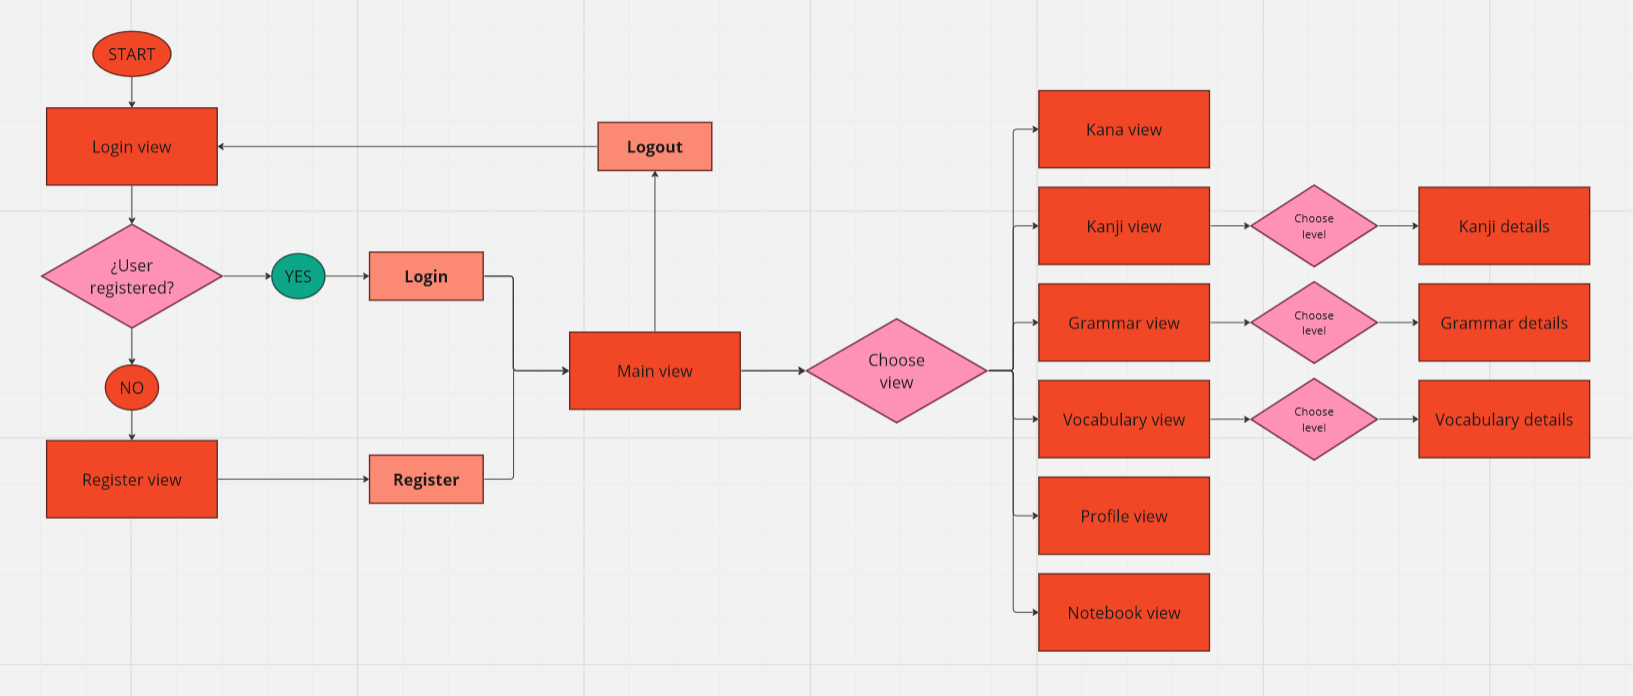 START
Login view
¿User
registered?
YES
NO
Register view
Login
Register
Logout
Main view
Choose
view
Kana view
Kanji view
Choose
level
Kanji details
Grammar view
Choose
level
Grammar details
Vocabulary view
Choose
level
Vocabulary details
Profile view
Notebook view